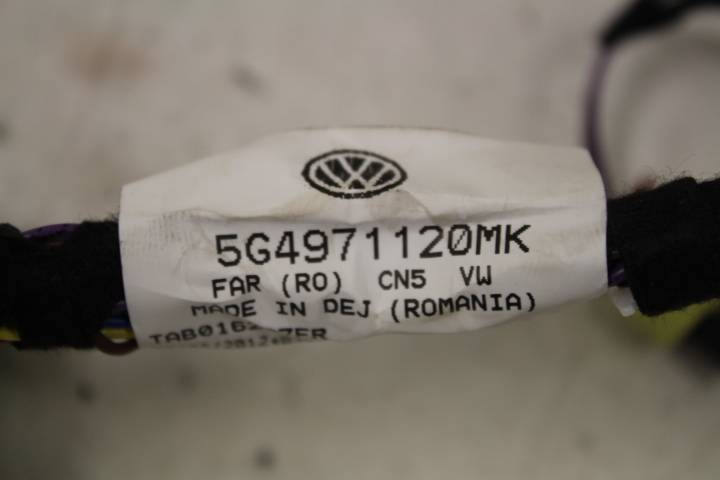 5G4971120MK
FAR (RO) CN5 VW
MADE IN DEJ (ROMANIA)